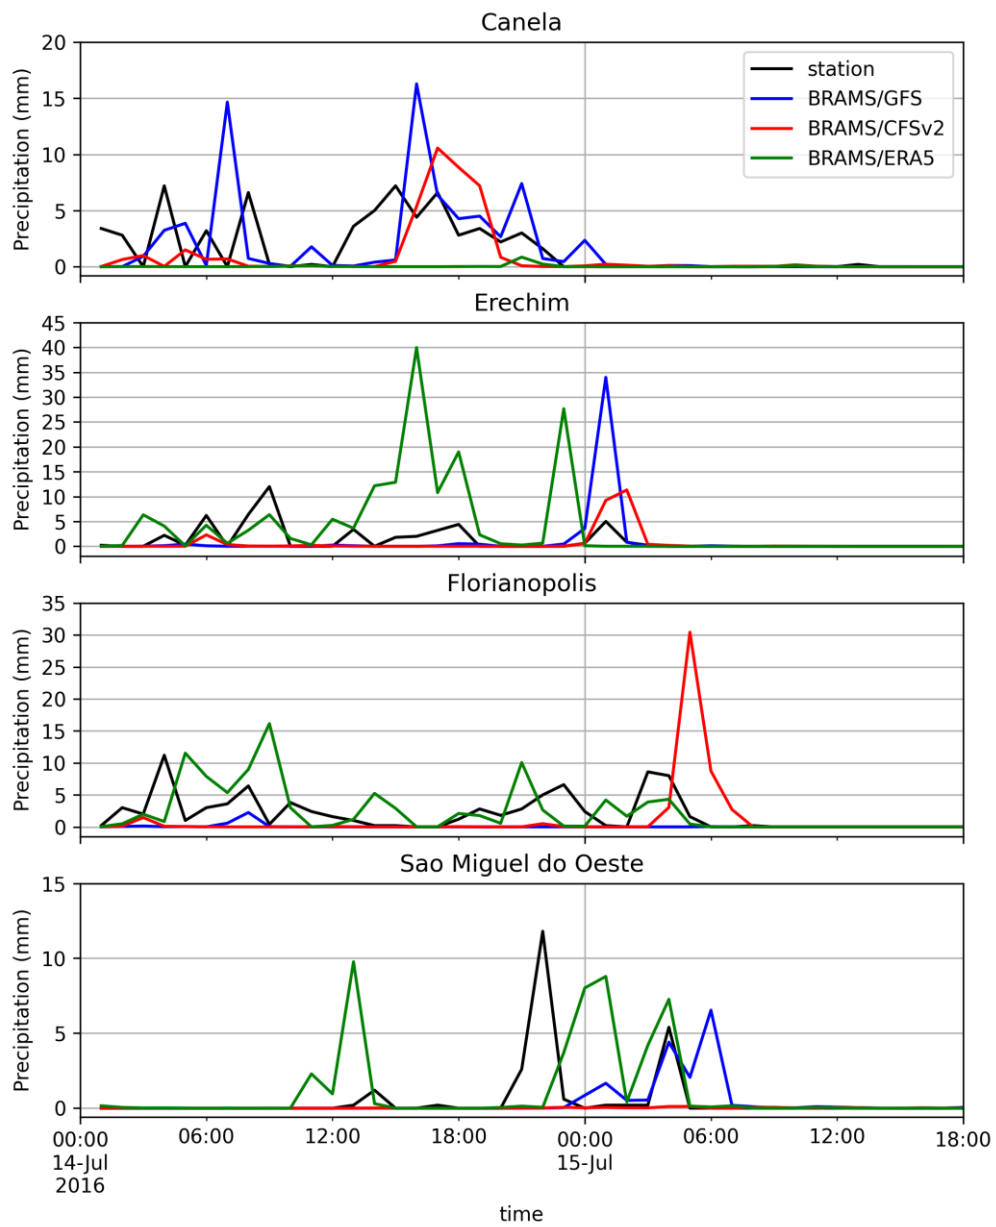 Canela
20
15
10
5
0
Precipitation (mm)
station
BRAMS/GFS
BRAMS/CFSv2
BRAMS/ERA5
Erechim
45
40
35
30
25
20
15
10
5
0
Precipitation (mm)
Florianopolis
35
30
25
20
15
10
5
0
Precipitation (mm)
Sao Miguel do Oeste
15
10
5
0
Precipitation (mm)
00:00 06:00 12:00 18:00 00:00 06:00 12:00 18:00
14-Jul 15-Jul
2016
time